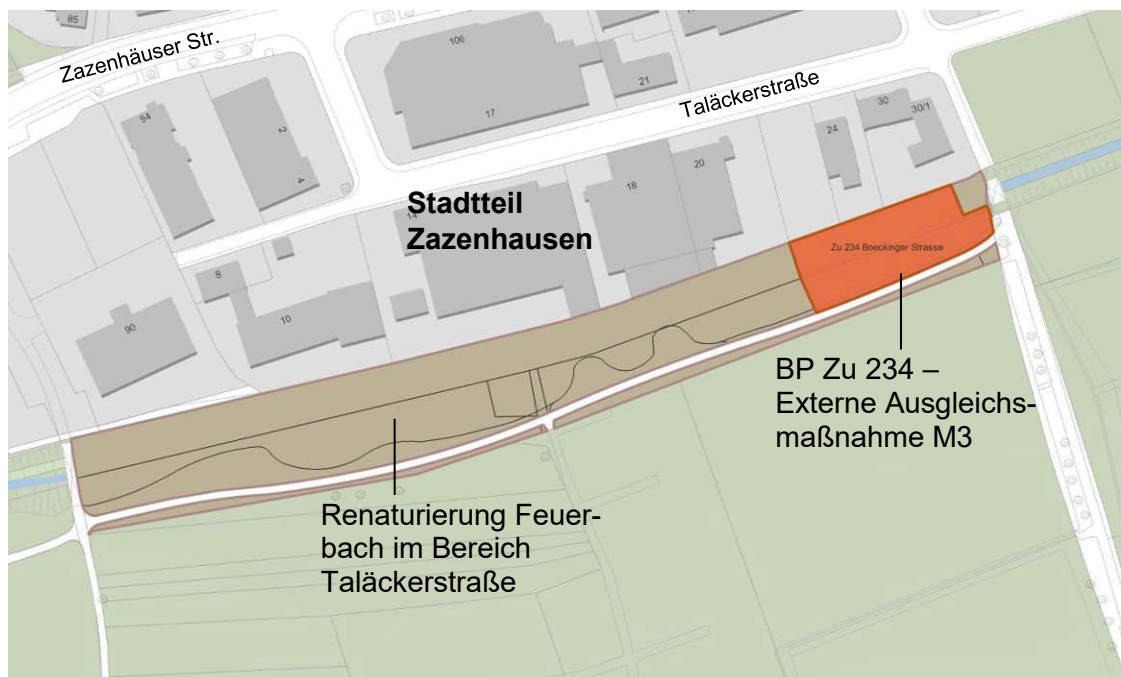 85
Zazenhäuser Str.
106
17
21
Taläckerstraße
94
2
4
20
24
30
30/1
18
14
Stadtteil
Zazenhausen
8
10
90
Zu 234 Boeckinger Strasse
BP Zu 234 –
Externe Ausgleichs-
maßnahme M3
Renaturierung Feuer-
bach im Bereich
Taläckerstraße